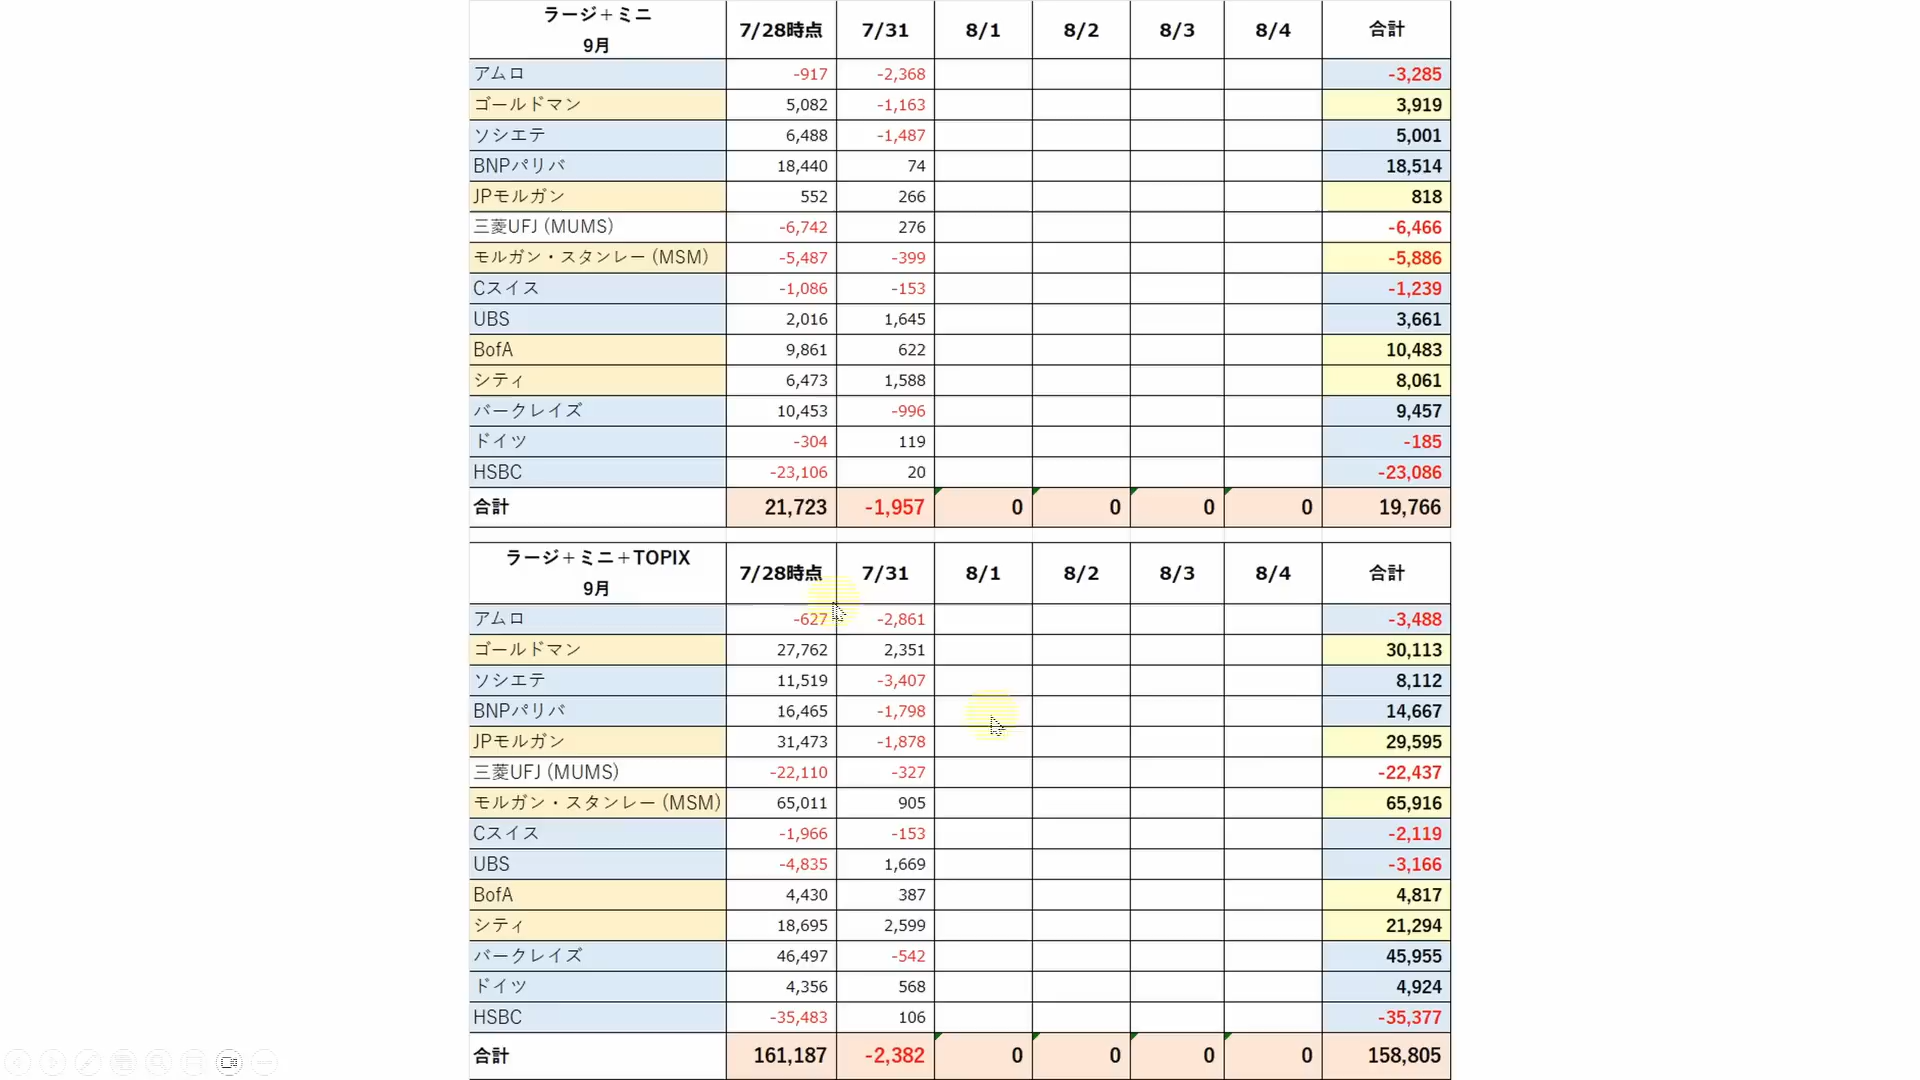 ラージ＋ミニ
9月
7/28時点 7/31 8/1 8/2 8/3 8/4 合計
アムロ -917 -2,368 -3,285
ゴールドマン 5,082 -1,163 3,919
ソシエテ 6,488 -1,487 5,001
BNPパリバ 18,440 74 18,514
JPモルガン 552 266 818
三菱UFJ (MUMS) -6,742 276 -6,466
モルガン・スタンレー (MSM) -5,487 -399 -5,886
Cスイス -1,086 -153 -1,239
UBS 2,016 1,645 3,661
BofA 9,861 622 10,483
シティ 6,473 1,588 8,061
バークレイズ 10,453 -996 9,457
ドイツ -304 119 -185
HSBC -23,106 20 -23,086
合計 21,723 -1,957 0 0 0 0 19,766
ラージ＋ミニ＋TOPIX
9月
7/28時点 7/31 8/1 8/2 8/3 8/4 合計
アムロ -627 -2,861 -3,488
ゴールドマン 27,762 2,351 30,113
ソシエテ 11,519 -3,407 8,112
BNPパリバ 16,465 -1,798 14,667
JPモルガン 31,473 -1,878 29,595
三菱UFJ (MUMS) -22,110 -327 -22,437
モルガン・スタンレー (MSM) 65,011 905 65,916
Cスイス -1,966 -153 -2,119
UBS -4,835 1,669 -3,166
BofA 4,430 387 4,817
シティ 18,695 2,599 21,294
バークレイズ 46,497 -542 45,955
ドイツ 4,356 568 4,924
HSBC -35,483 106 -35,377
合計 161,187 -2,382 0 0 0 0 158,805